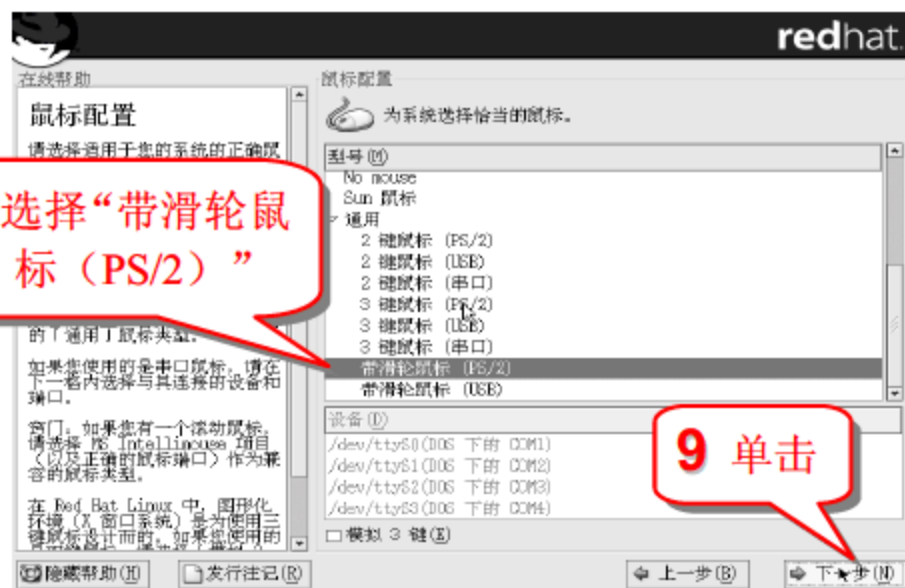 redhat.
在线帮助
鼠标配置
请选择适用于您的系统的正确鼠
选择“带滑轮鼠
标（PS/2）”
的「通用」鼠标类型。
如果您使用的是串口鼠标，请在
下一栏内选择与其连接的设备和
端口。
窍门：如果您有一个滚动鼠标，
请选择 MS Intellimouse 项目
（以及正确的鼠标端口）作为兼
容的鼠标类型。
在 Red Hat Linux 中，图形化
环境（X 窗口系统）是为使用三
键鼠标设计而的。如果您使用的
鼠标配置
为系统选择恰当的鼠标。
型号(M)
No mouse
Sun 鼠标
通用
2 键鼠标 (PS/2)
2 键鼠标 (USB)
2 键鼠标 (串口)
3 键鼠标 (PS/2)
3 键鼠标 (USB)
3 键鼠标 (串口)
带滑轮鼠标 (PS/2)
带滑轮鼠标 (USB)
设备(D)
/dev/ttyS0(DOS 下的 COM1)
/dev/ttyS1(DOS 下的 COM2)
/dev/ttyS2(DOS 下的 COM3)
/dev/ttyS3(DOS 下的 COM4)
9 单击
模拟 3 键(E)
隐藏帮助(H)
发行注记(R)
上一步(B)
下一步(N)